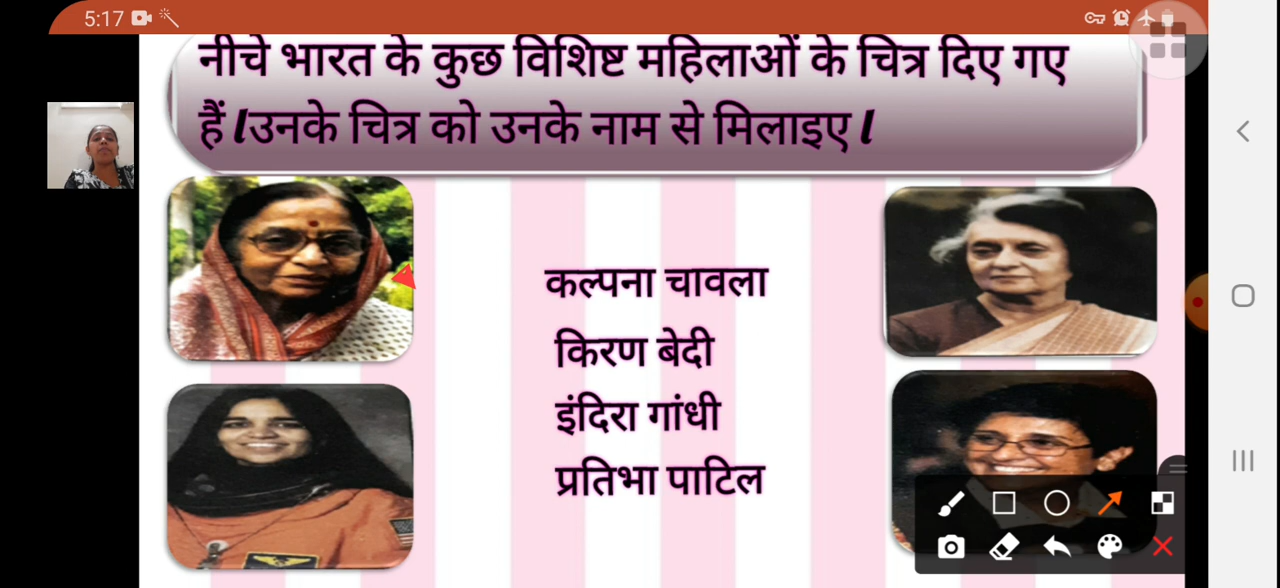 5:17
नीचे भारत के कुछ विशिष्ट महिलाओं के चित्र दिए गए
हैं।उनके चित्र को उनके नाम से मिलाइए।
कल्पना चावला
किरण बेदी
इंदिरा गांधी
प्रतिभा पाटिल